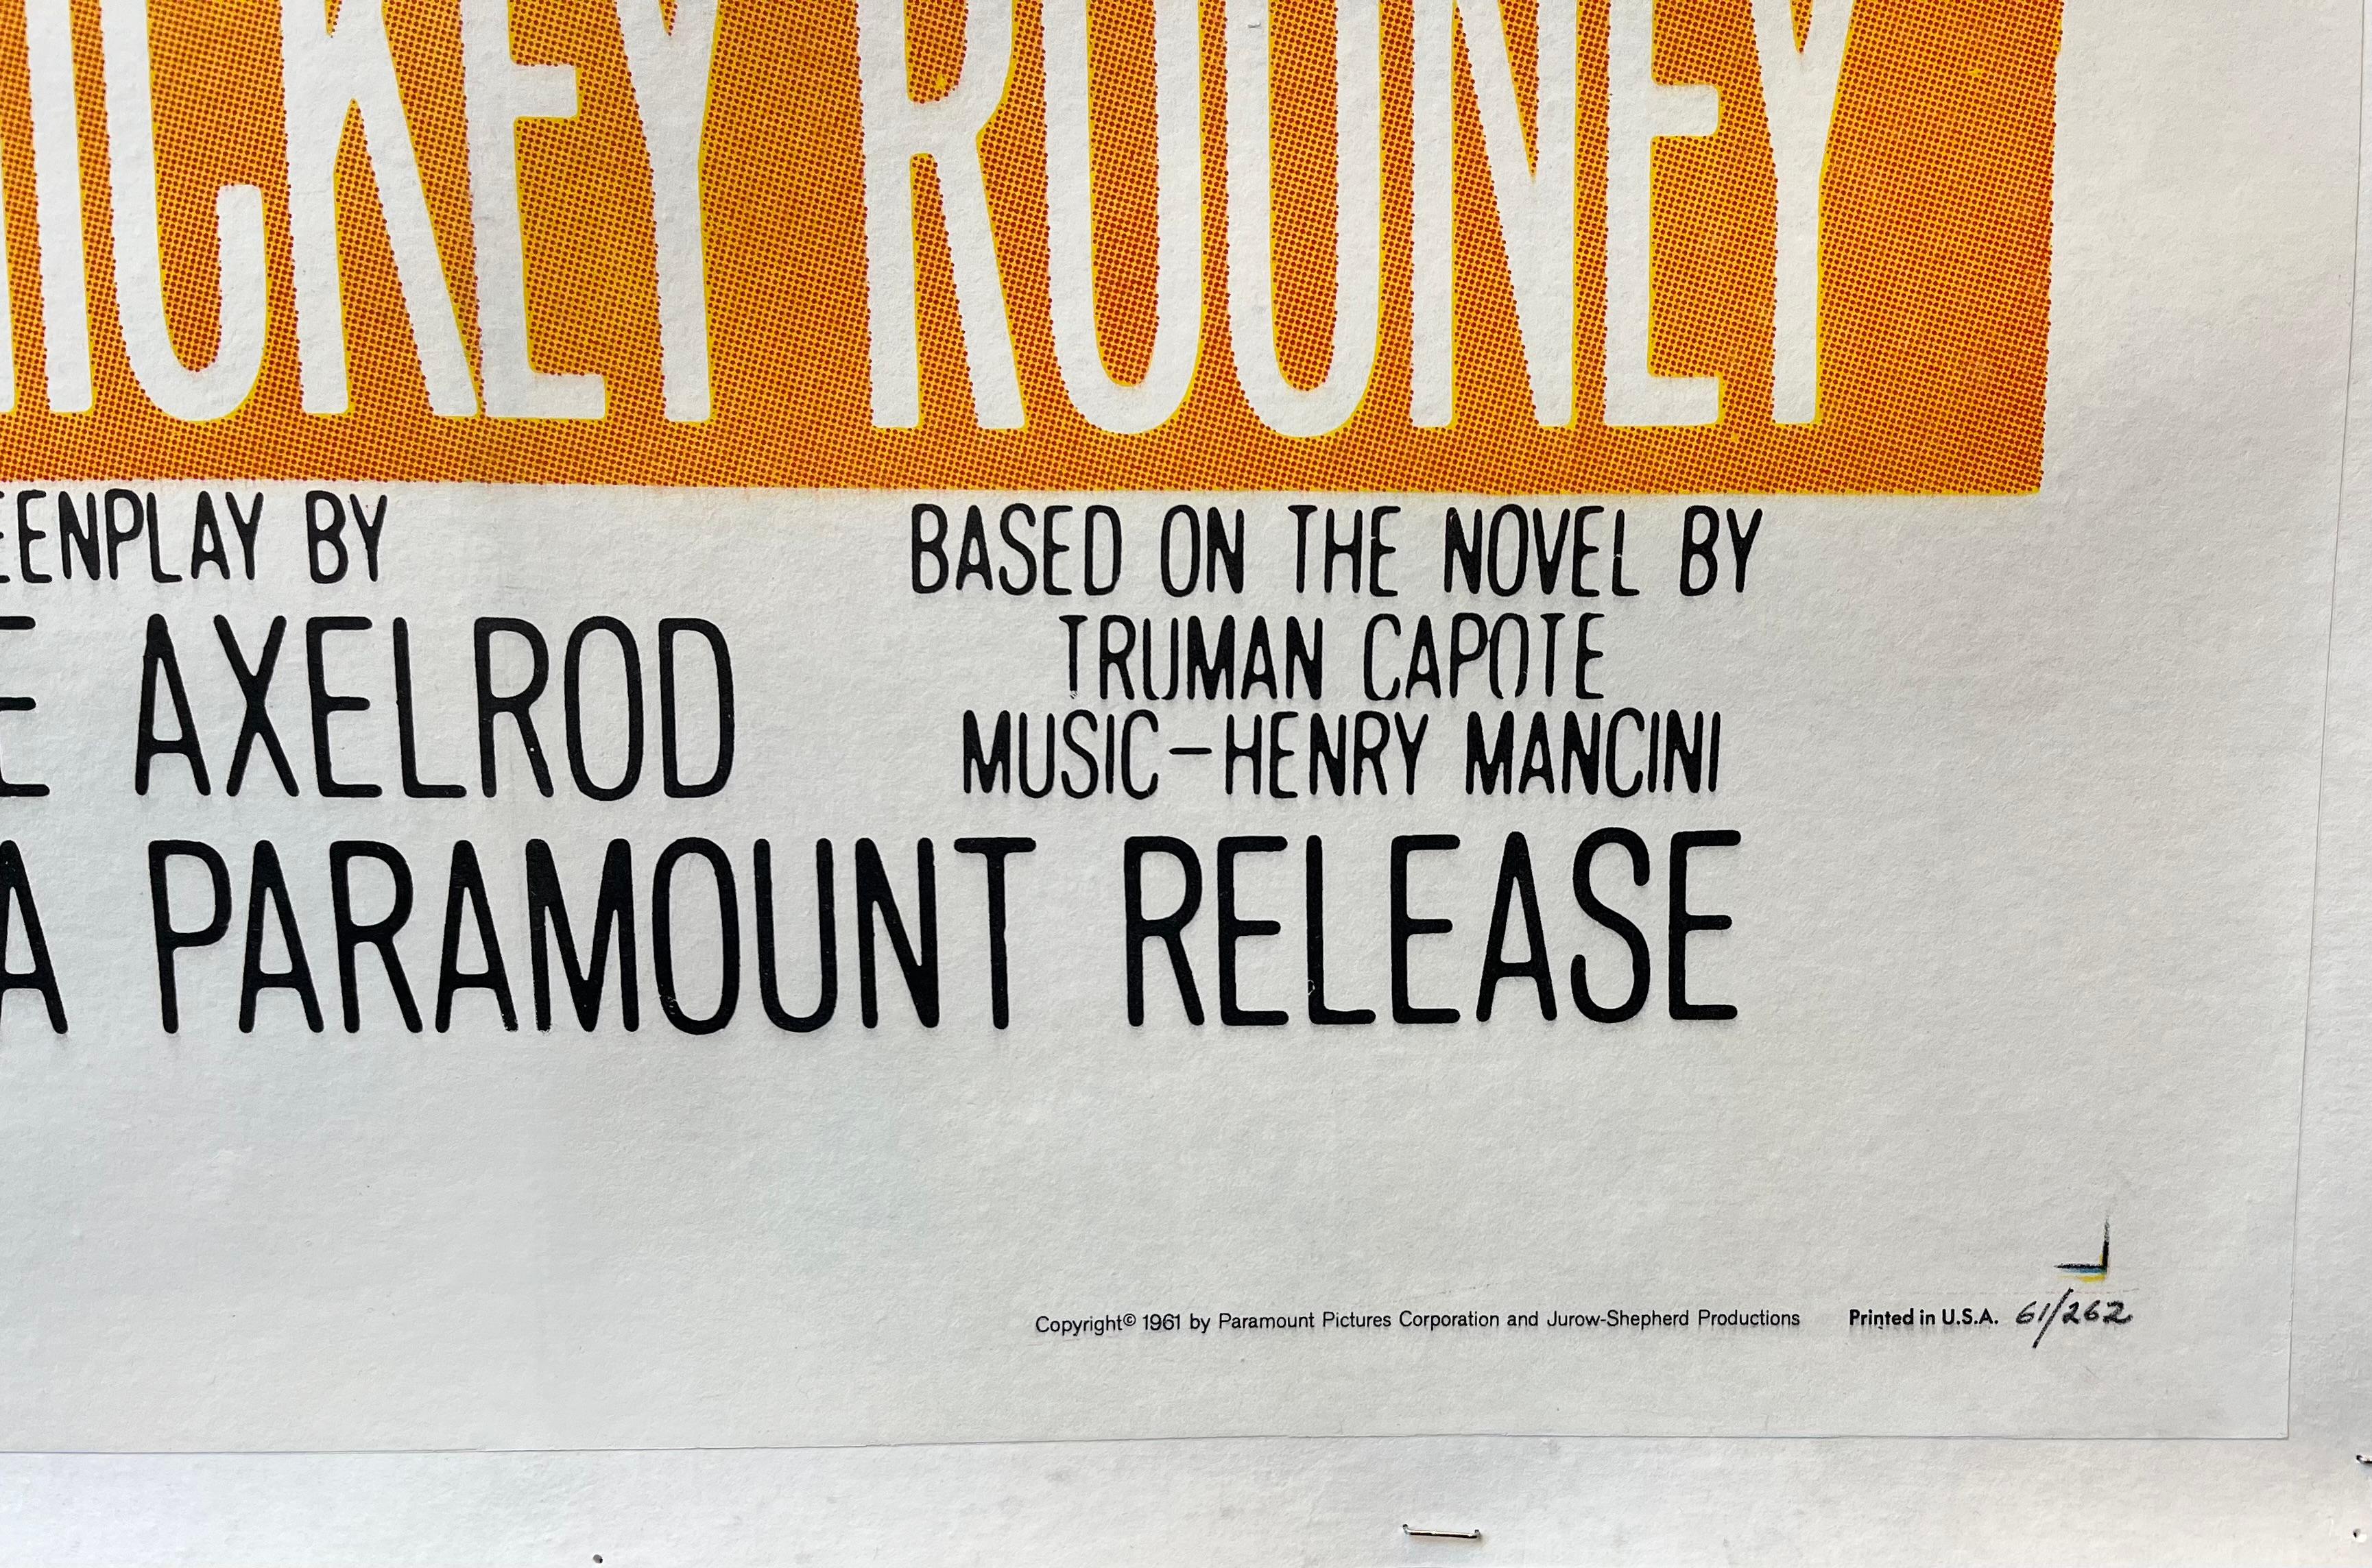 MICKEY ROONEY
EENPLAY BY
E AXELROD
BASED ON THE NOVEL BY
TRUMAN CAPOTE
MUSIC-HENRY MANCINI
A PARAMOUNT RELEASE
Copyright© 1961 by Paramount Pictures Corporation and Jurow-Shepherd Productions Printed in U.S.A. 61/262